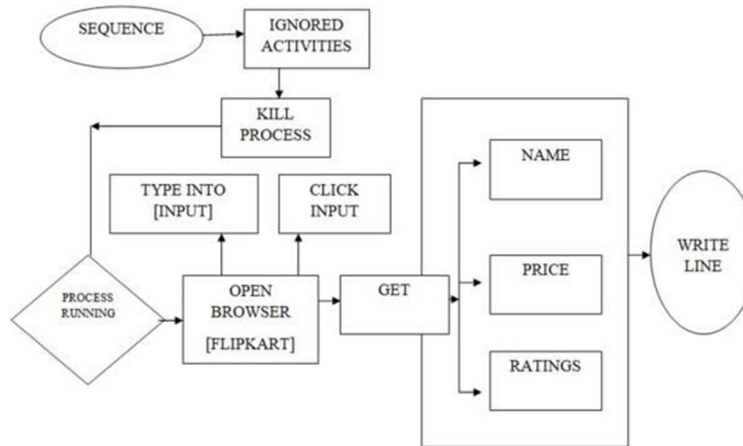 SEQUENCE
IGNORED
ACTIVITIES
KILL
PROCESS
TYPE INTO
[INPUT]
CLICK
INPUT
PROCESS
RUNNING
OPEN
BROWSER
[FLIPKART]
GET
NAME
PRICE
RATINGS
WRITE
LINE